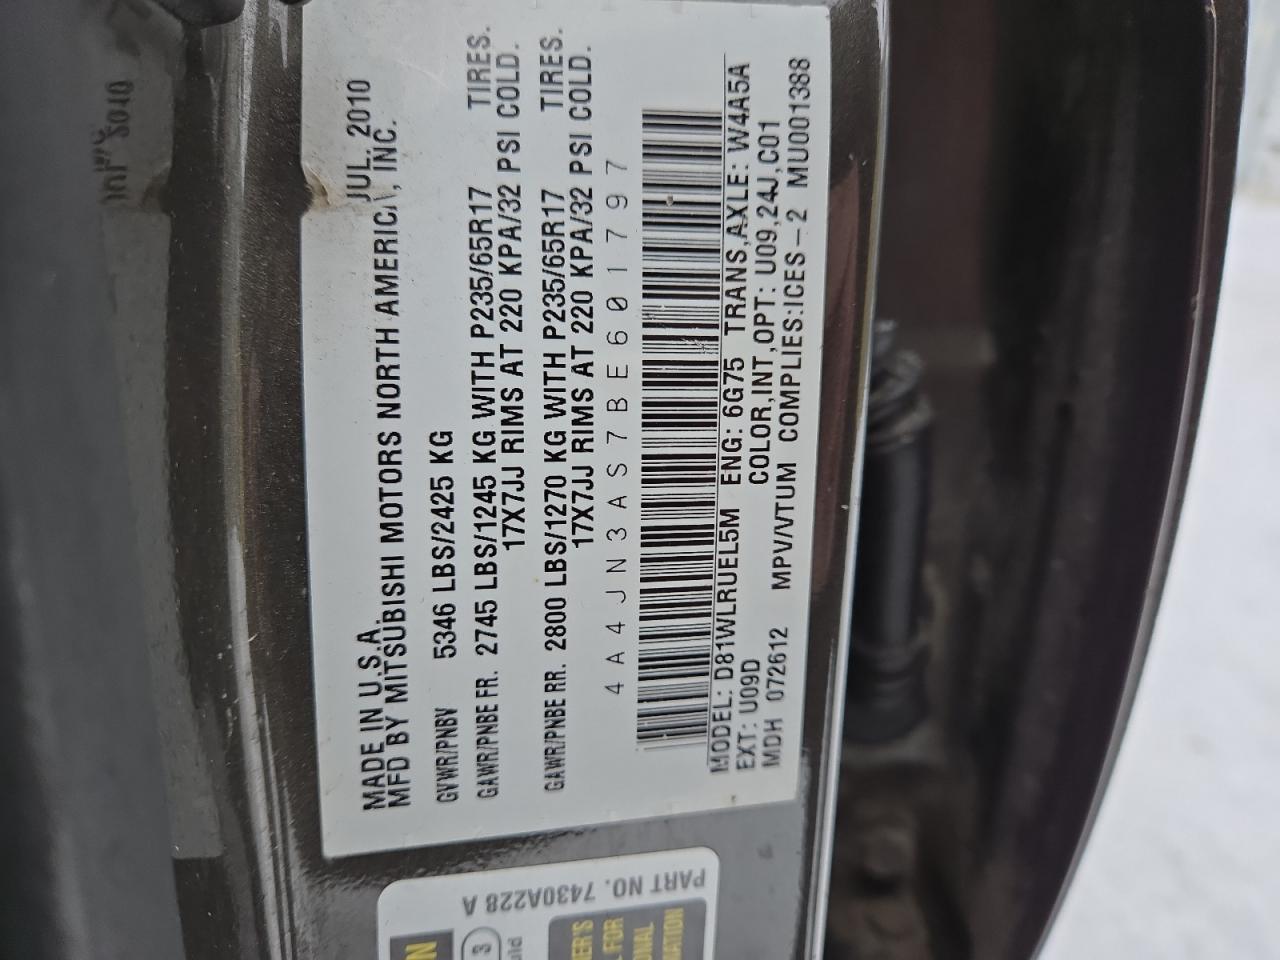 MADE IN U.S.A. JUL. 2010
MFD BY MITSUBISHI MOTORS NORTH AMERICA, INC.
GVWR/PNBV 5346 LBS/2425 KG
GAWR/PNBE FR. 2745 LBS/1245 KG WITH P235/65R17 TIRES.
17X7JJ RIMS AT 220 KPA/32 PSI COLD.
GAWR/PNBE RR. 2800 LBS/1270 KG WITH P235/65R17 TIRES.
17X7JJ RIMS AT 220 KPA/32 PSI COLD.
4A4JN3AS7BE601797
MODEL: D81WLRUEL5M ENG: 6G75 TRANS,AXLE: W4A5A
EXT: U09D COLOR,INT,OPT: U09,24J,C01
MDH 072612 MPV/VTUM COMPLIES:ICES-2 MU001388
PART NO. 7430A228 A
3